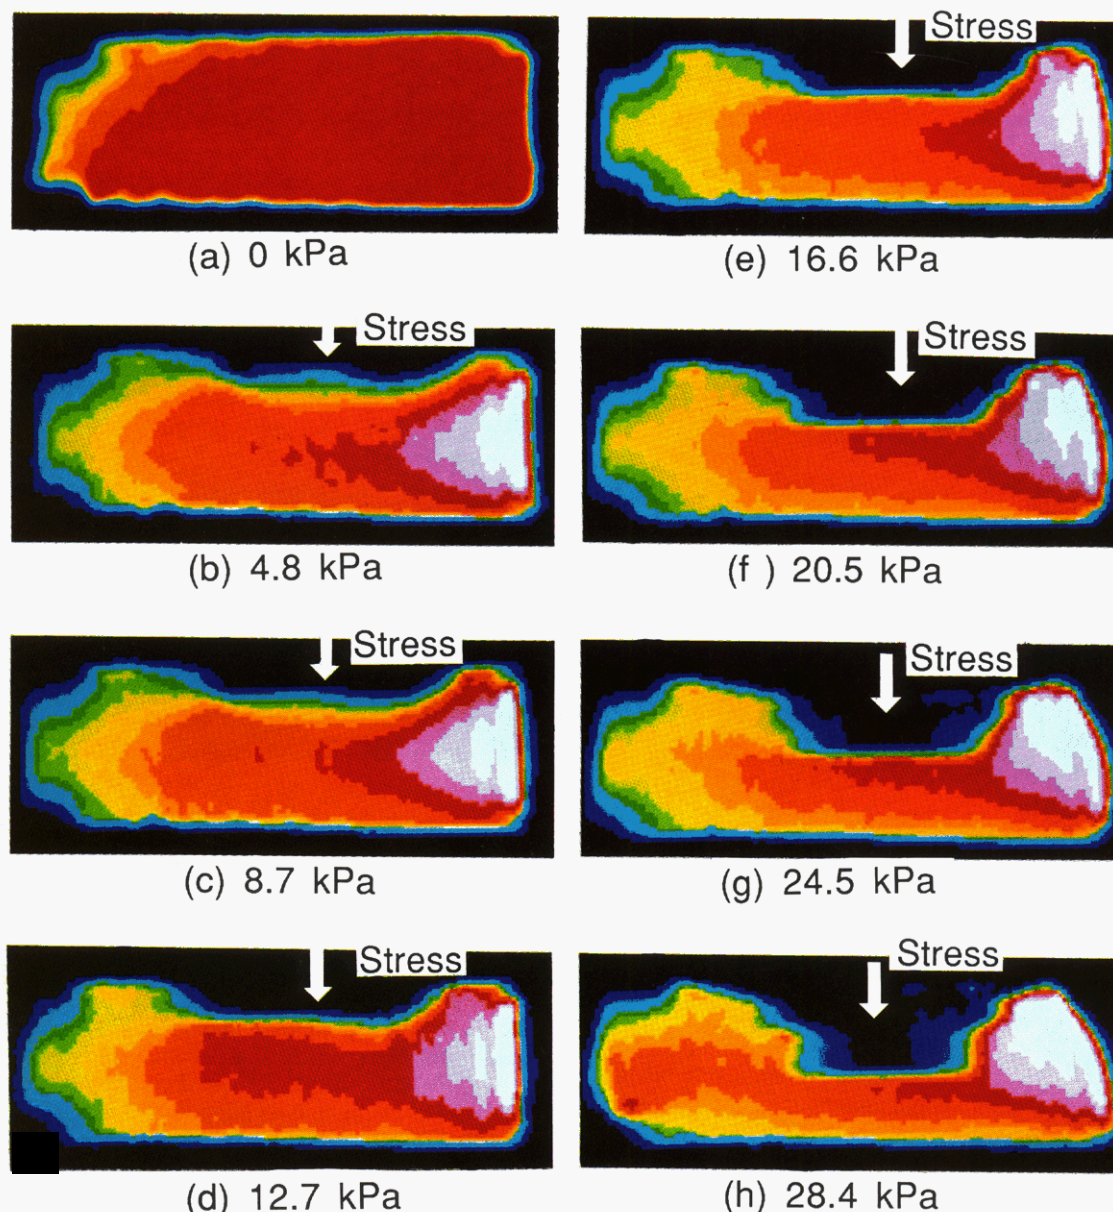 Stress
(a) 0 kPa
(e) 16.6 kPa
Stress
Stress
(b) 4.8 kPa
(f ) 20.5 kPa
Stress
Stress
(c) 8.7 kPa
(g) 24.5 kPa
Stress
Stress
(d) 12.7 kPa
(h) 28.4 kPa